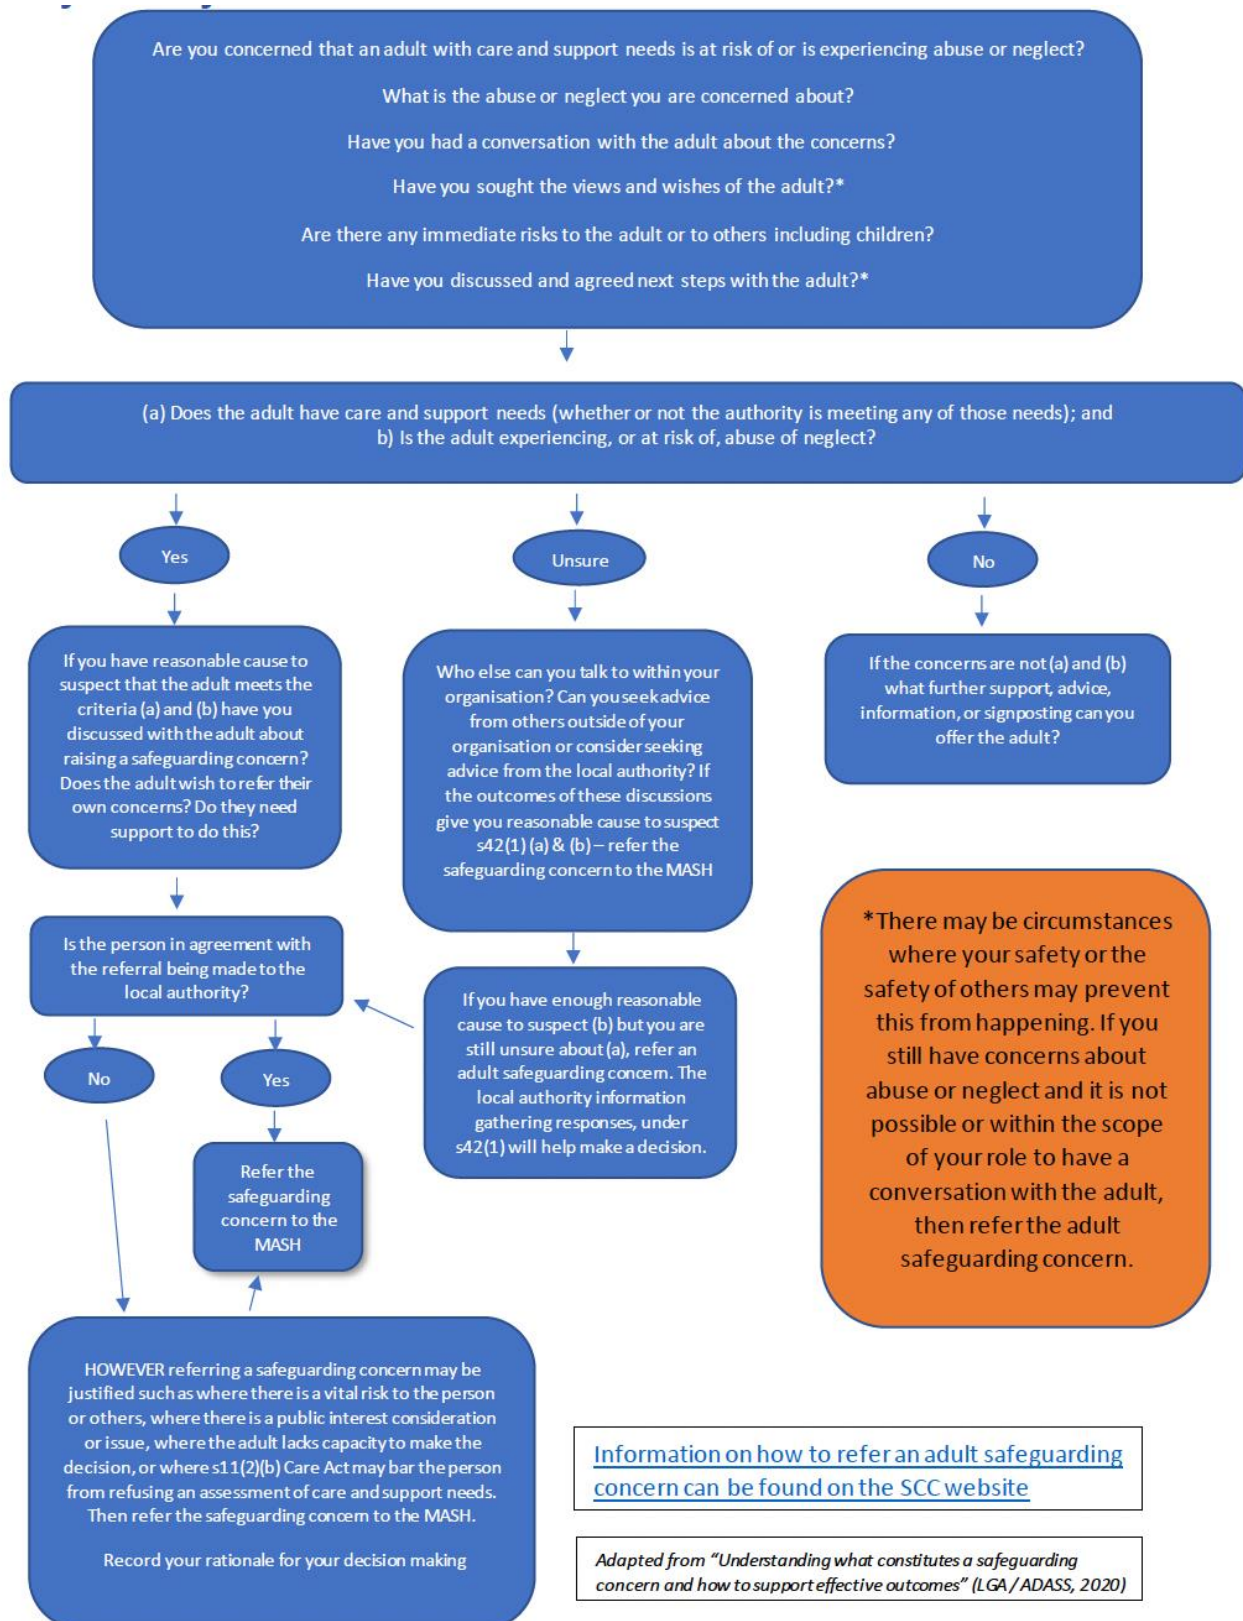 Are you concerned that an adult with care and support needs is at risk of or is experiencing abuse or neglect?
What is the abuse or neglect you are concerned about?
Have you had a conversation with the adult about the concerns?
Have you sought the views and wishes of the adult?*
Are there any immediate risks to the adult or to others including children?
Have you discussed and agreed next steps with the adult?*
(a) Does the adult have care and support needs (whether or not the authority is meeting any of those needs); and
b) Is the adult experiencing, or at risk of, abuse of neglect?
Yes
Unsure
No
If you have reasonable cause to
suspect that the adult meets the
criteria (a) and (b) have you
discussed with the adult about
raising a safeguarding concern?
Does the adult wish to refer their
own concerns? Do they need
support to do this?
Who else can you talk to within your
organisation? Can you seek advice
from others outside of your
organisation or consider seeking
advice from the local authority? If
the outcomes of these discussions
give you reasonable cause to suspect
s42(1) (a) & (b) – refer the
safeguarding concern to the MASH
If the concerns are not (a) and (b)
what further support, advice,
information, or signposting can you
offer the adult?
Is the person in agreement with
the referral being made to the
local authority?
If you have enough reasonable
cause to suspect (b) but you are
still unsure about (a), refer an
adult safeguarding concern. The
local authority information
gathering responses, under
s42(1) will help make a decision.
*There may be circumstances
where your safety or the
safety of others may prevent
this from happening. If you
still have concerns about
abuse or neglect and it is not
possible or within the scope
of your role to have a
conversation with the adult,
then refer the adult
safeguarding concern.
No
Yes
Refer the
safeguarding
concern to the
MASH
HOWEVER referring a safeguarding concern may be
justified such as where there is a vital risk to the person
or others, where there is a public interest consideration
or issue, where the adult lacks capacity to make the
decision, or where s11(2)(b) Care Act may bar the person
from refusing an assessment of care and support needs.
Then refer the safeguarding concern to the MASH.
Record your rationale for your decision making
Information on how to refer an adult safeguarding
concern can be found on the SCC website
Adapted from “Understanding what constitutes a safeguarding
concern and how to support effective outcomes” (LGA / ADASS, 2020)